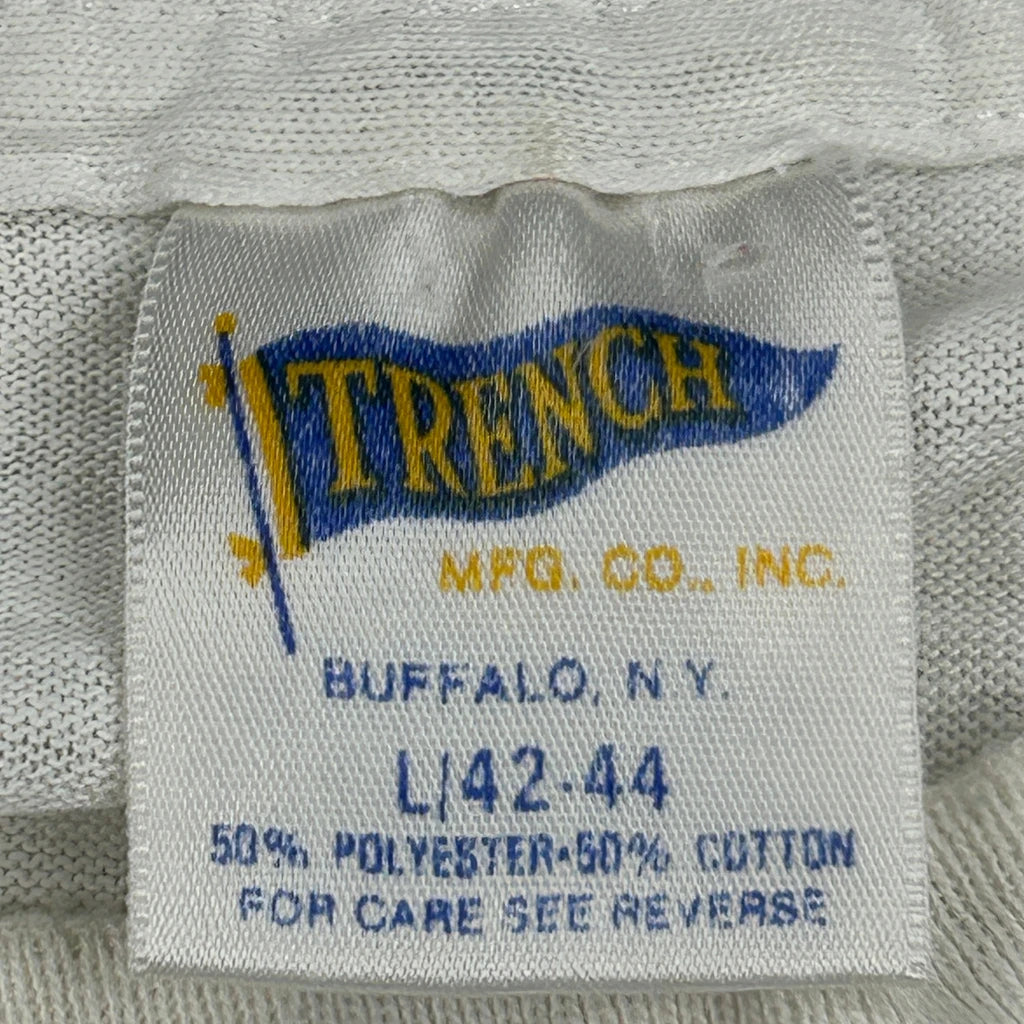 TRENCH
MFG. CO., INC.
BUFFALO, N.Y.
L/42-44
50% POLYESTER•50% COTTON
FOR CARE SEE REVERSE